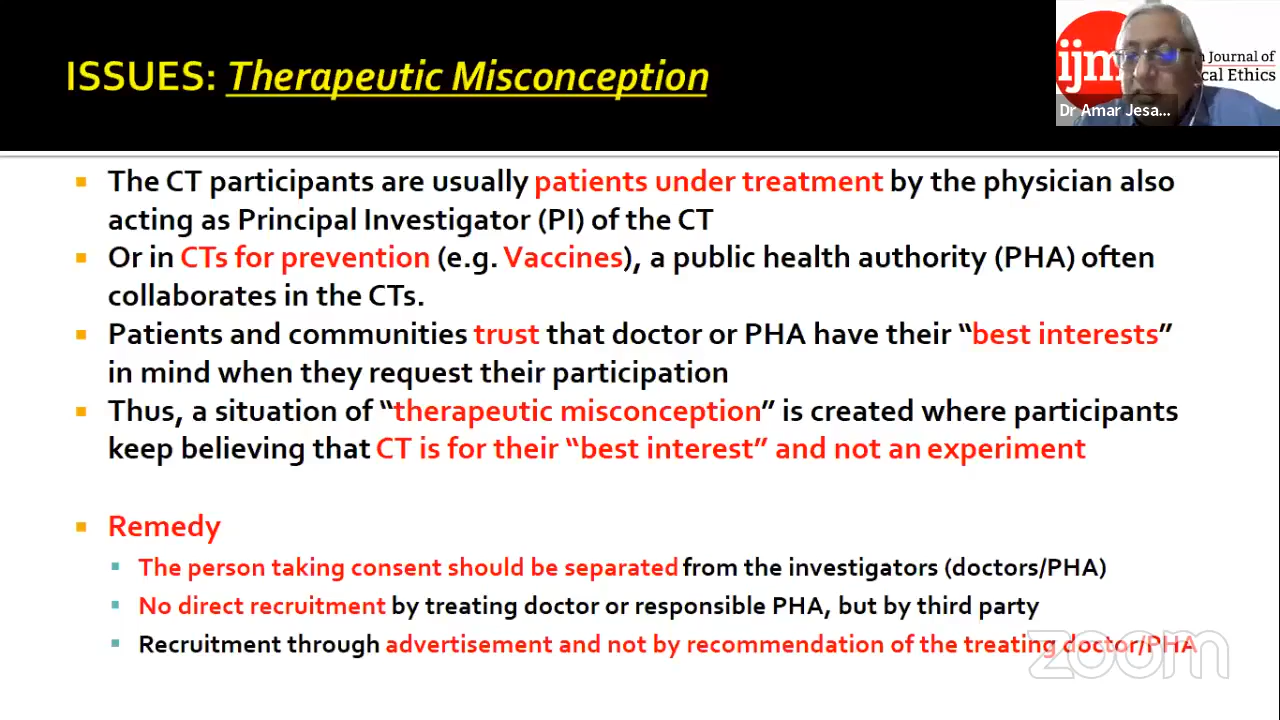 ISSUES: Therapeutic Misconception
ijm
Journal of
cal Ethics
Dr Amar Jesa...
The CT participants are usually patients under treatment by the physician also
acting as Principal Investigator (PI) of the CT
Or in CTs for prevention (e.g. Vaccines), a public health authority (PHA) often
collaborates in the CTs.
Patients and communities trust that doctor or PHA have their “best interests”
in mind when they request their participation
Thus, a situation of “therapeutic misconception” is created where participants
keep believing that CT is for their “best interest” and not an experiment
Remedy
The person taking consent should be separated from the investigators (doctors/PHA)
No direct recruitment by treating doctor or responsible PHA, but by third party
Recruitment through advertisement and not by recommendation of the treating doctor/PHA
zoom